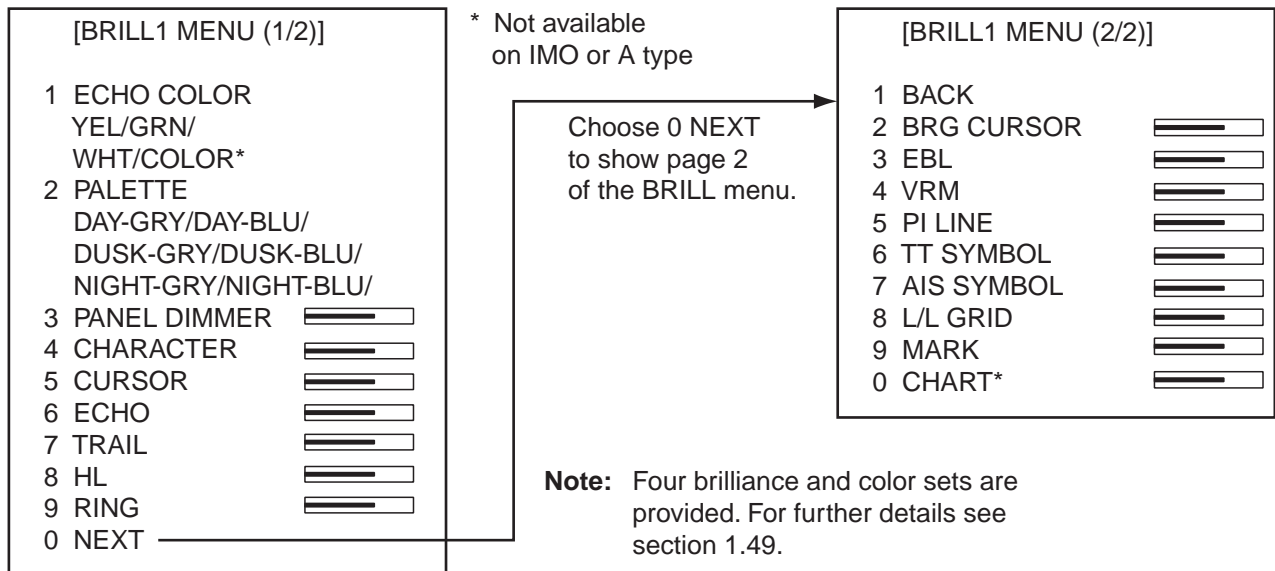 [BRILL1 MENU (1/2)]
1 ECHO COLOR
YEL/GRN/
WHT/COLOR*
2 PALETTE
DAY-GRY/DAY-BLU/
DUSK-GRY/DUSK-BLU/
NIGHT-GRY/NIGHT-BLU/
3 PANEL DIMMER
4 CHARACTER
5 CURSOR
6 ECHO
7 TRAIL
8 HL
9 RING
0 NEXT
* Not available
on IMO or A type
Choose 0 NEXT
to show page 2
of the BRILL menu.
[BRILL1 MENU (2/2)]
1 BACK
2 BRG CURSOR
3 EBL
4 VRM
5 PI LINE
6 TT SYMBOL
7 AIS SYMBOL
8 L/L GRID
9 MARK
0 CHART*
Note: Four brilliance and color sets are
provided. For further details see
section 1.49.